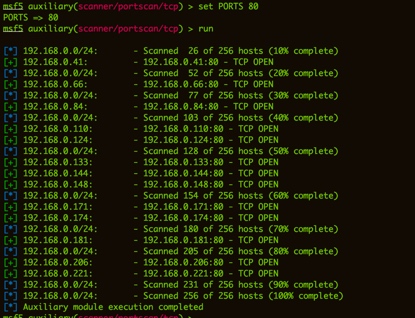 msf5 auxiliary(scanner/portscan/tcp) > set PORTS 80
PORTS => 80
msf5 auxiliary(scanner/portscan/tcp) > run
[*] 192.168.0.0/24: - Scanned 26 of 256 hosts (10% complete)
[+] 192.168.0.41: - 192.168.0.41:80 - TCP OPEN
[*] 192.168.0.0/24: - Scanned 52 of 256 hosts (20% complete)
[+] 192.168.0.66: - 192.168.0.66:80 - TCP OPEN
[*] 192.168.0.0/24: - Scanned 77 of 256 hosts (30% complete)
[+] 192.168.0.84: - 192.168.0.84:80 - TCP OPEN
[*] 192.168.0.0/24: - Scanned 103 of 256 hosts (40% complete)
[+] 192.168.0.110: - 192.168.0.110:80 - TCP OPEN
[+] 192.168.0.124: - 192.168.0.124:80 - TCP OPEN
[*] 192.168.0.0/24: - Scanned 128 of 256 hosts (50% complete)
[+] 192.168.0.133: - 192.168.0.133:80 - TCP OPEN
[+] 192.168.0.144: - 192.168.0.144:80 - TCP OPEN
[+] 192.168.0.148: - 192.168.0.148:80 - TCP OPEN
[*] 192.168.0.0/24: - Scanned 154 of 256 hosts (60% complete)
[+] 192.168.0.171: - 192.168.0.171:80 - TCP OPEN
[+] 192.168.0.174: - 192.168.0.174:80 - TCP OPEN
[*] 192.168.0.0/24: - Scanned 180 of 256 hosts (70% complete)
[+] 192.168.0.181: - 192.168.0.181:80 - TCP OPEN
[*] 192.168.0.0/24: - Scanned 205 of 256 hosts (80% complete)
[+] 192.168.0.206: - 192.168.0.206:80 - TCP OPEN
[+] 192.168.0.221: - 192.168.0.221:80 - TCP OPEN
[*] 192.168.0.0/24: - Scanned 231 of 256 hosts (90% complete)
[*] 192.168.0.0/24: - Scanned 256 of 256 hosts (100% complete)
[*] Auxiliary module execution completed
msf5 auxiliary(scanner/portscan/tcp) >